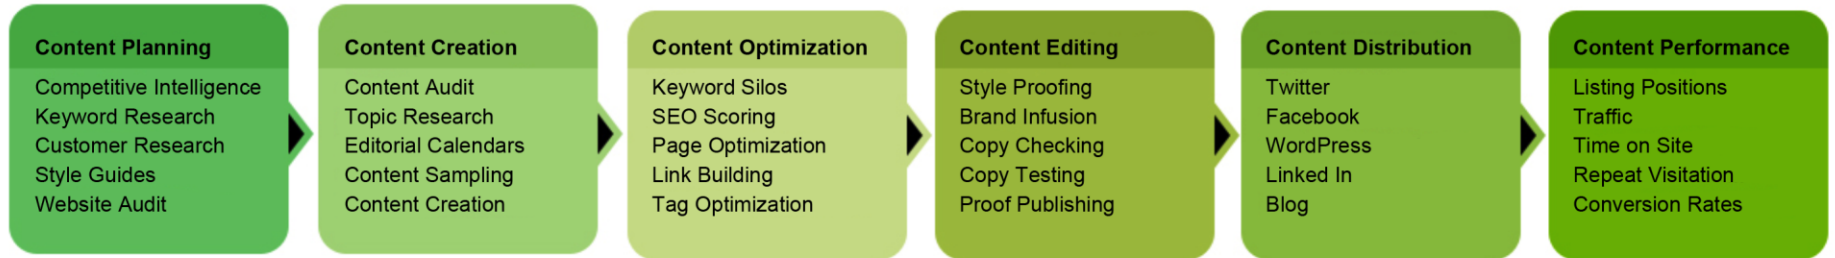 Content Planning
Competitive Intelligence
Keyword Research
Customer Research
Style Guides
Website Audit
Content Creation
Content Audit
Topic Research
Editorial Calendars
Content Sampling
Content Creation
Content Optimization
Keyword Silos
SEO Scoring
Page Optimization
Link Building
Tag Optimization
Content Editing
Style Proofing
Brand Infusion
Copy Checking
Copy Testing
Proof Publishing
Content Distribution
Twitter
Facebook
WordPress
Linked In
Blog
Content Performance
Listing Positions
Traffic
Time on Site
Repeat Visitation
Conversion Rates